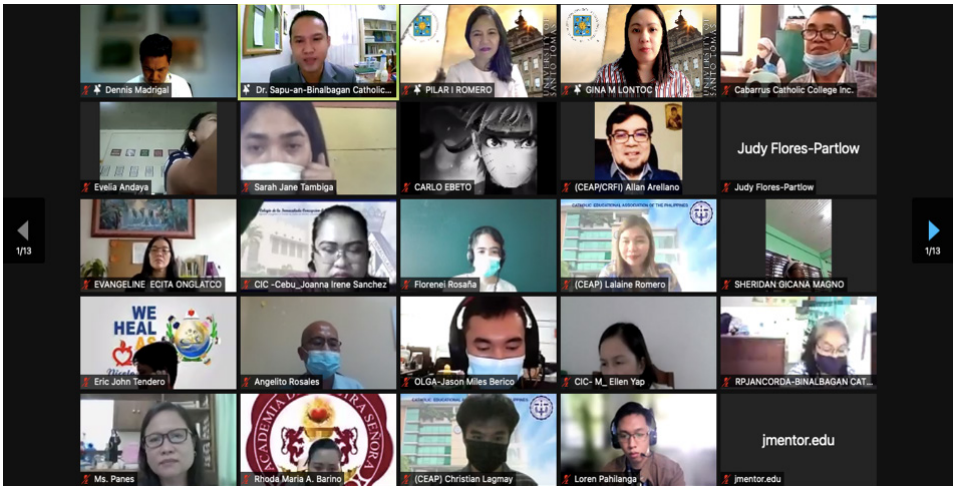 Dennis Madrigal
Dr. Sapu-an-Binalbagan Catholic...
UNIVERSITY OF
SANTO TOMAS
PILAR I ROMERO
UNIVERSITY OF
SANTO TOMAS
GINA M LONTOC
Cabarrus Catholic College Inc.
Evelia Andaya
Sarah Jane Tambiga
CARLO EBETO
(CEAP/CRFI) Allan Arellano
Judy Flores-Partlow
Judy Flores-Partlow
1/13
1/13
EVANGELINE ECITA ONGLATCO
CIC -Cebu_Joanna Irene Sanchez
Florenei Rosaña
CATHOLIC EDUCATIONAL ASSOCIATION OF THE PHILIPPINES
(CEAP) Lalaine Romero
SHERIDAN GICANA MAGNO
WE
HEAL
AS
Eric John Tendero
Angelito Rosales
OLGA-Jason Miles Berico
CIC- M_ Ellen Yap
RPJANCORDA-BINALBAGAN CAT...
Ms. Panes
ACADEMIA
SEÑORA
Rhoda Maria A. Barino
(CEAP) Christian Lagmay
Loren Pahilanga
jmentor.edu
jmentor.edu